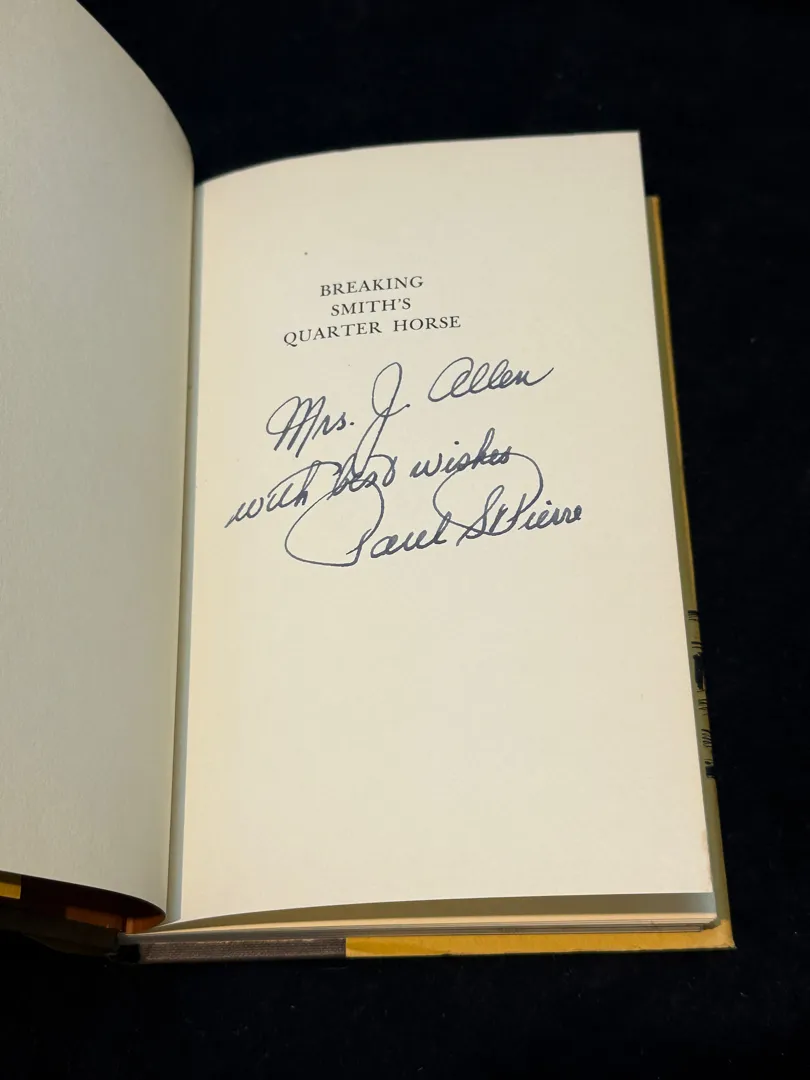 BREAKING
SMITH'S
QUARTER HORSE
Mrs. J. Allen
with best wishes
Paul St Pierre